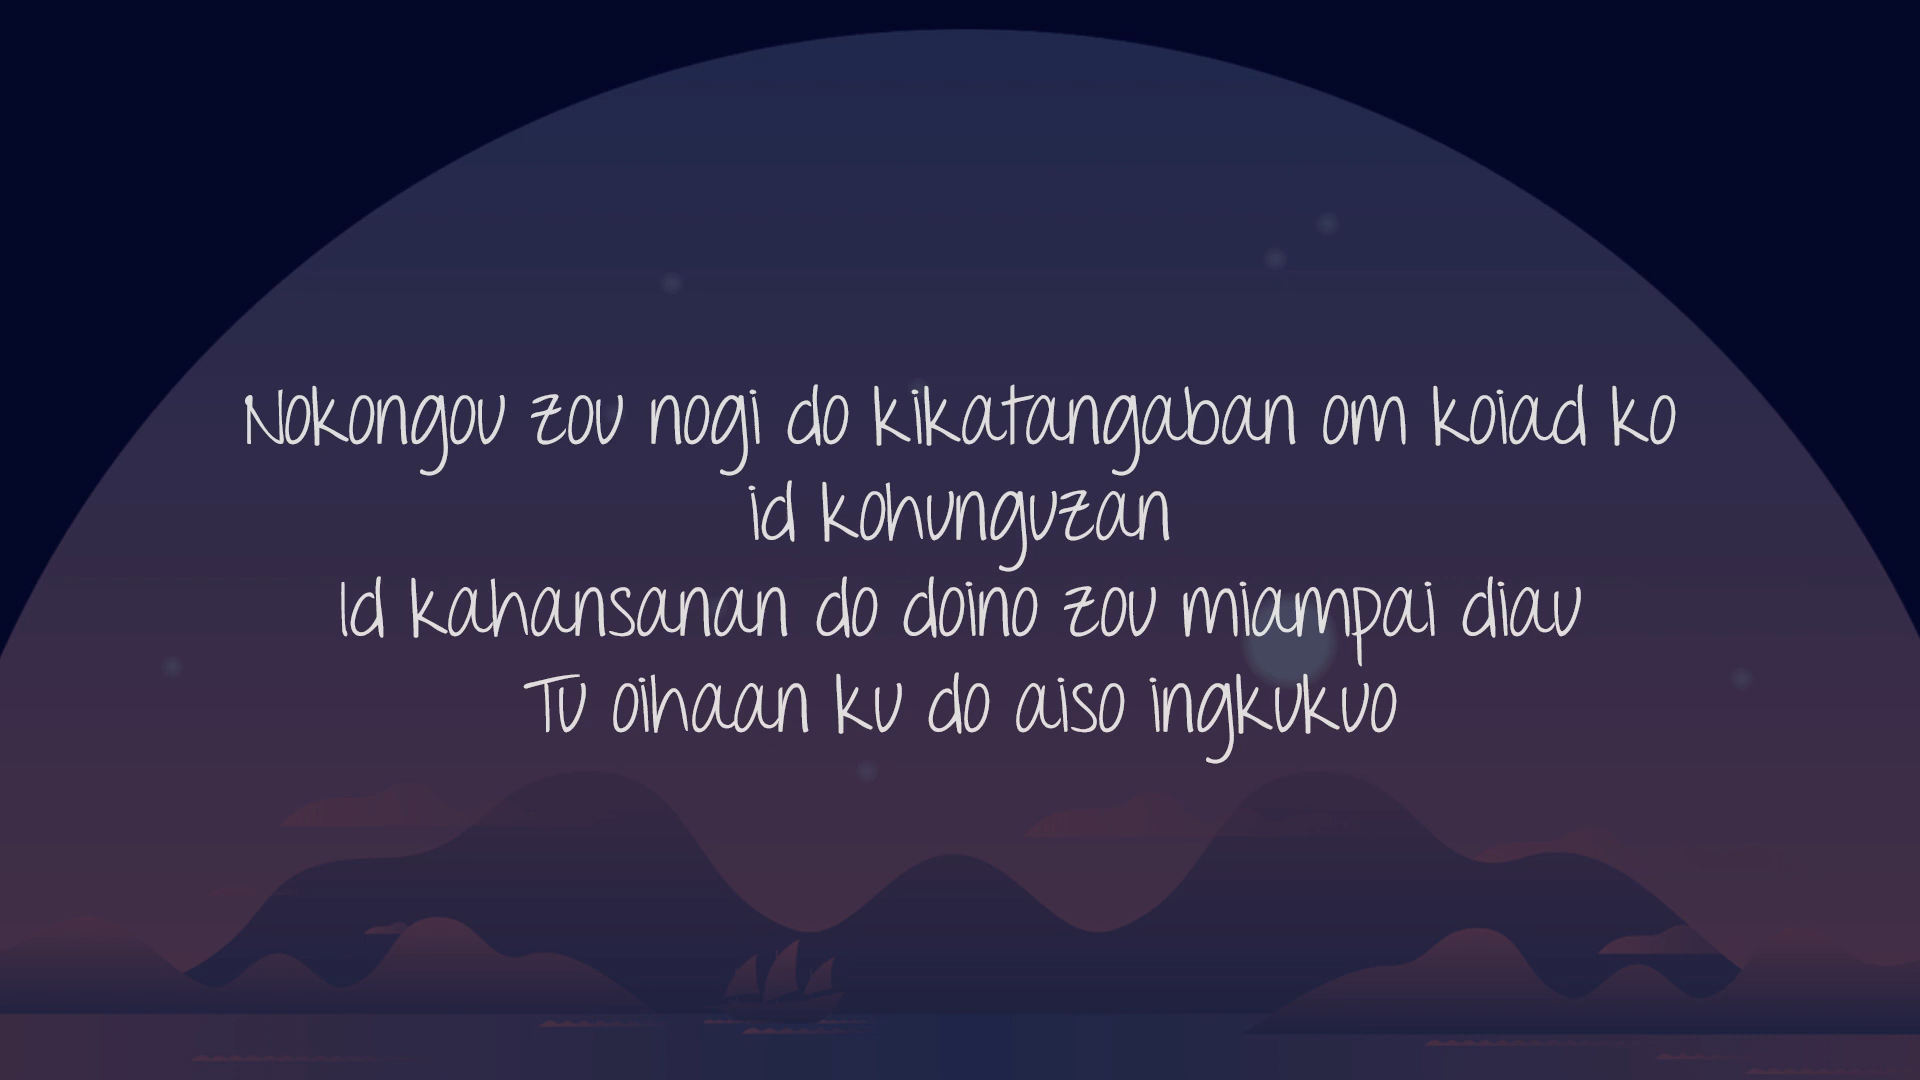 Nokongou zou nogi do kikatangaban om koiad ko
id kohunguzan
Id kahansanan do doino zou miampai diau
Tu oihaan ku do aiso ingkukuo